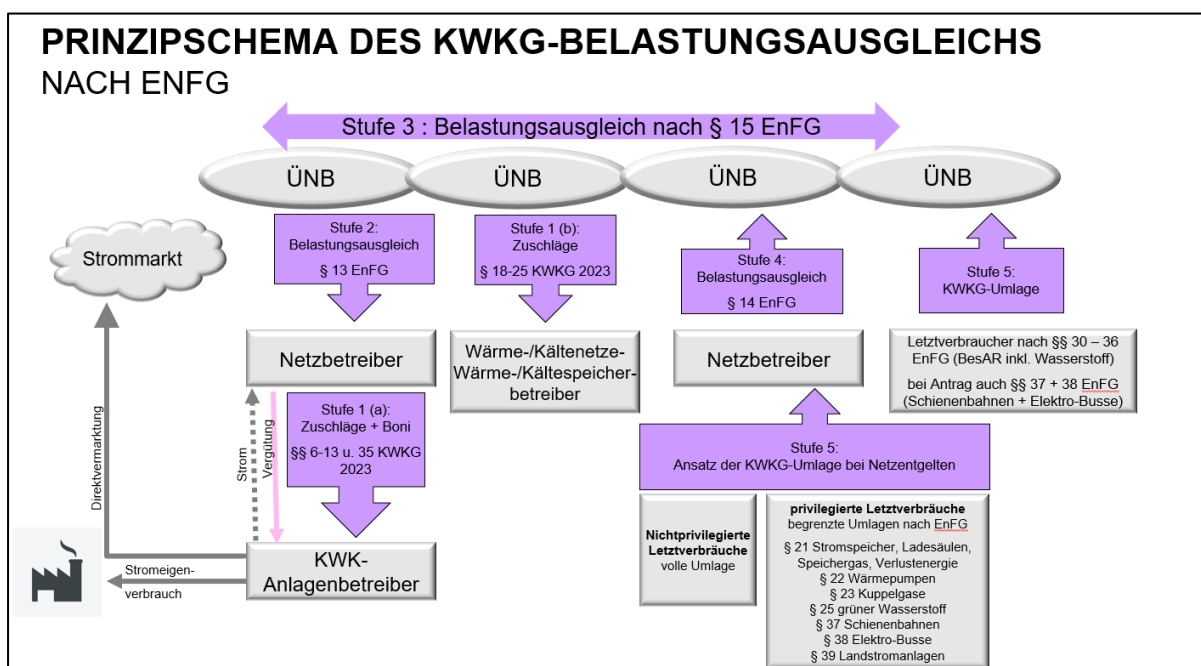 PRINZIPSCHEMA DES KWKG-BELASTUNGSAUSGLEICHS
NACH ENFG
Stufe 3 : Belastungsausgleich nach § 15 EnFG
ÜNB
ÜNB
ÜNB
ÜNB
Strommarkt
Stufe 2:
Belastungsausgleich
§ 13 EnFG
Stufe 1 (b):
Zuschläge
§ 18-25 KWKG 2023
Stufe 4:
Belastungsausgleich
§ 14 EnFG
Stufe 5:
KWKG-Umlage
Netzbetreiber
Wärme-/Kältenetze-
Wärme-/Kältespeicher-
betreiber
Netzbetreiber
Letztverbraucher nach §§ 30 – 36
EnFG (BesAR inkl. Wasserstoff)
bei Antrag auch §§ 37 + 38 EnFG
(Schienenbahnen + Elektro-Busse)
Direktvermarktung
Strom
Vergütung
Stufe 1 (a):
Zuschläge + Boni
§§ 6-13 u. 35 KWKG
2023
Stufe 5:
Ansatz der KWKG-Umlage bei Netzentgelten
KWK-
Anlagenbetreiber
Stromeigen-
verbrauch
Nichtprivilegierte
Letztverbräuche
volle Umlage
privilegierte Letztverbräuche
begrenzte Umlagen nach EnFG
§ 21 Stromspeicher, Ladesäulen,
Speichergas, Verlustenergie
§ 22 Wärmepumpen
§ 23 Kuppelgase
§ 25 grüner Wasserstoff
§ 37 Schienenbahnen
§ 38 Elektro-Busse
§ 39 Landstromanlagen